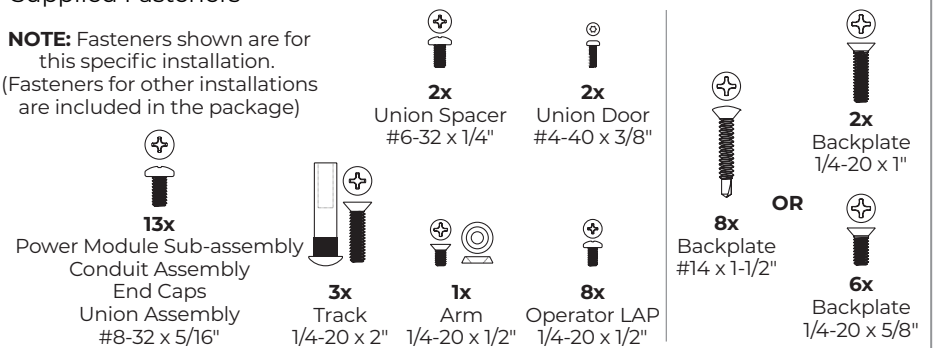 Supplied Fasteners
NOTE: Fasteners shown are for
this specific installation.
(Fasteners for other installations
are included in the package)
2x
Union Spacer
#6-32 x 1/4"
2x
Union Door
#4-40 x 3/8"
13x
Power Module Sub-assembly
Conduit Assembly
End Caps
Union Assembly
#8-32 x 5/16"
3x
Track
1/4-20 x 2"
1x
Arm
1/4-20 x 1/2"
8x
Operator LAP
1/4-20 x 1/2"
8x
Backplate
#14 x 1-1/2"
OR
2x
Backplate
1/4-20 x 1"
6x
Backplate
1/4-20 x 5/8"